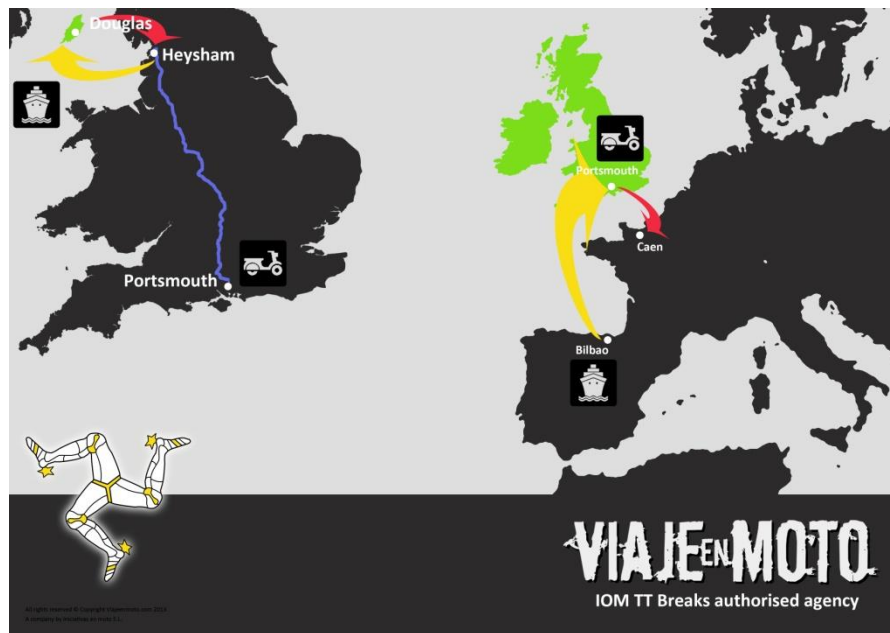 Douglas
Heysham
Portsmouth
Portsmouth
Caen
Bilbao
VIAJE EN MOTO
IOM TT Breaks authorised agency